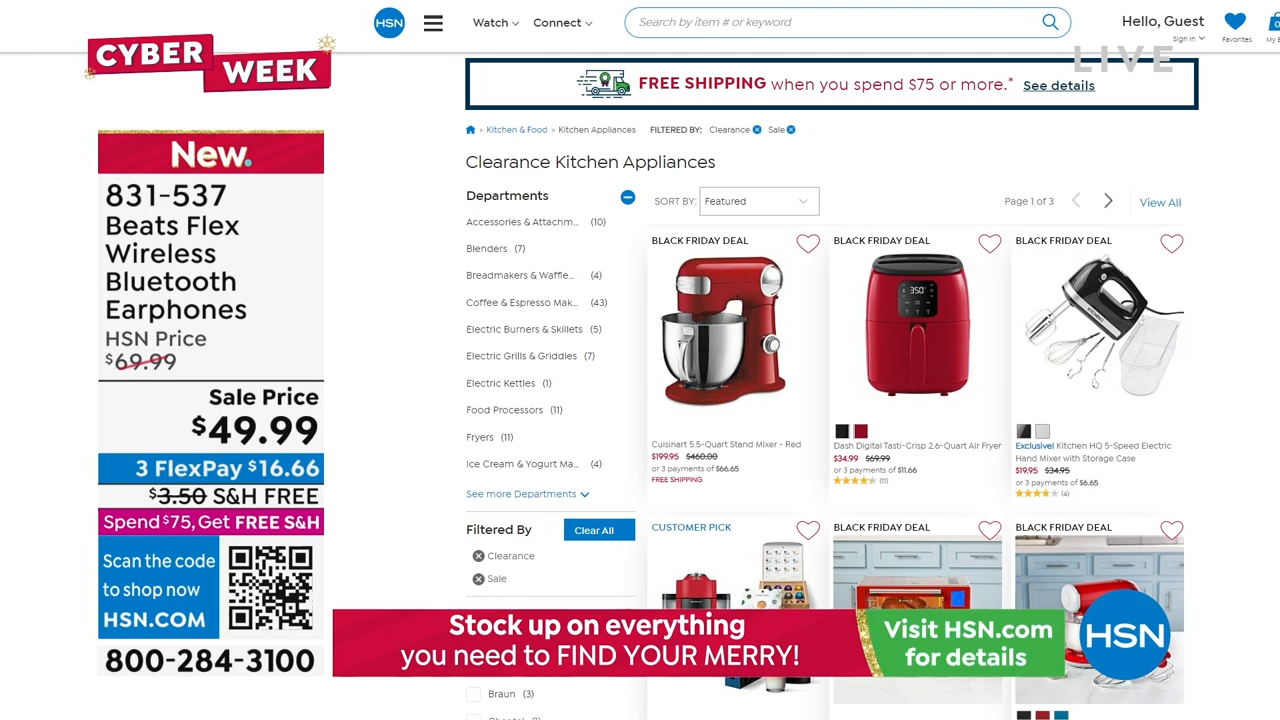 HSN
Watch
Connect
Search by item # or keyword
Hello, Guest
Sign In
Favorites
0
LIVE
CYBER
WEEK
FREE SHIPPING when you spend $75 or more.* See details
> Kitchen & Food > Kitchen Appliances FILTERED BY: Clearance Sale
Clearance Kitchen Appliances
New.
831-537
Beats Flex
Wireless
Bluetooth
Earphones
HSN Price
$69.99
Sale Price
$49.99
3 FlexPay $16.66
$3.50 S&H FREE
Spend $75, Get FREE S&H
Scan the code
to shop now
HSN.COM
800-284-3100
Departments
Accessories & Attachm... (10)
Blenders (7)
Breadmakers & Waffle... (4)
Coffee & Espresso Mak... (43)
Electric Burners & Skillets (5)
Electric Grills & Griddles (7)
Electric Kettles (1)
Food Processors (11)
Fryers (11)
Ice Cream & Yogurt Ma... (4)
See more Departments
Filtered By
Clear All
Clearance
Sale
Braun (3)
SORT BY: Featured
Page 1 of 3
View All
BLACK FRIDAY DEAL
Cuisinart 5.5-Quart Stand Mixer - Red
$199.95 $460.00
or 3 payments of $66.65
FREE SHIPPING
BLACK FRIDAY DEAL
350°
Dash Digital Tasti-Crisp 2.6-Quart Air Fryer
$34.99 $69.99
or 3 payments of $11.66
(11)
BLACK FRIDAY DEAL
Exclusive! Kitchen HQ 5-Speed Electric
Hand Mixer with Storage Case
$19.95 $34.95
or 3 payments of $6.65
(4)
CUSTOMER PICK
BLACK FRIDAY DEAL
BLACK FRIDAY DEAL
Stock up on everything
you need to FIND YOUR MERRY!
Visit HSN.com
for details
HSN